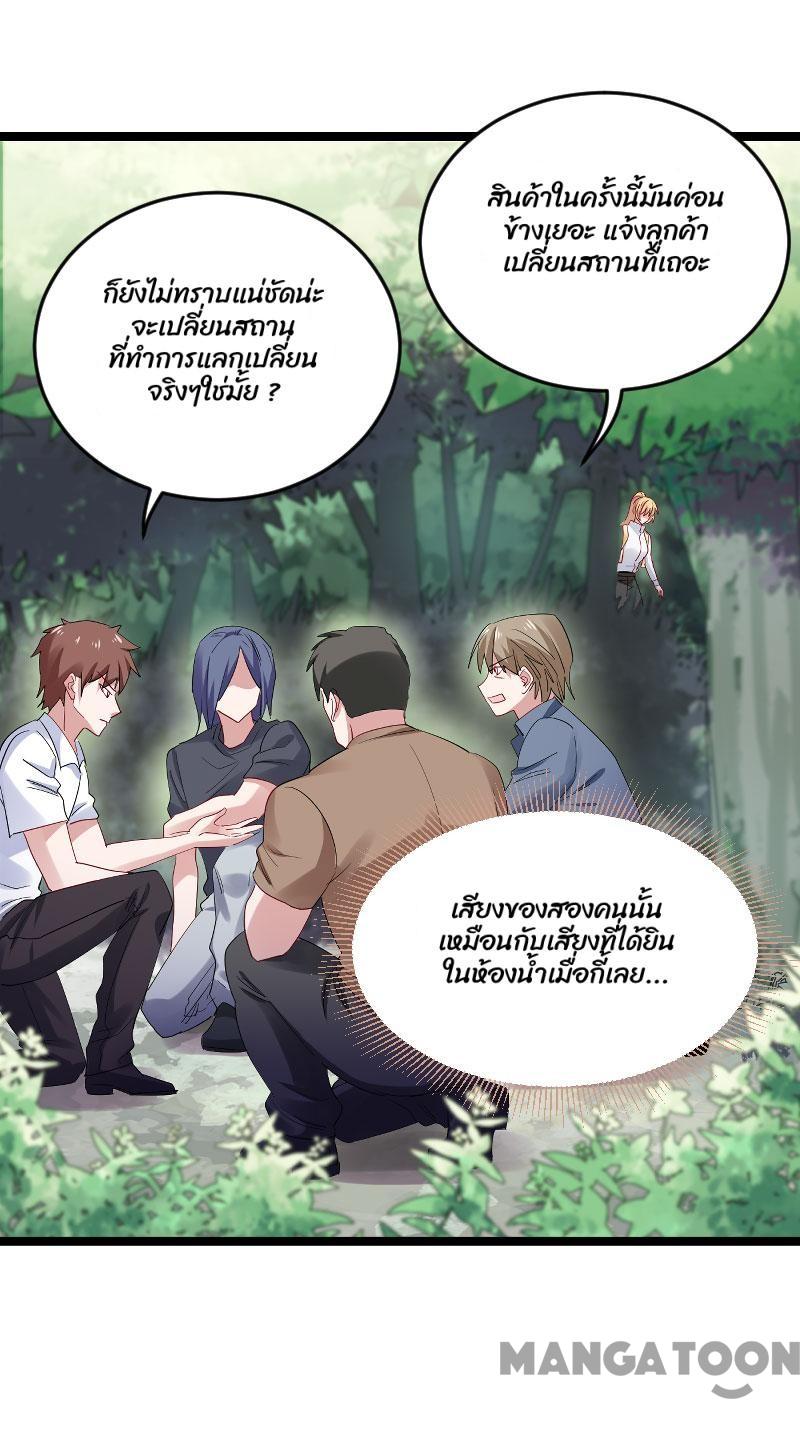 สินค้าในครั้งนี้มันค่อน
ข้างเยอะ แจ้งลูกค้า
เปลี่ยนสถานที่เถอะ
ก็ยังไม่ทราบแน่ชัดน่ะ
จะเปลี่ยนสถาน
ที่ทำการแลกเปลี่ยน
จริงๆใช่มั้ย ?
เสียงของสองคนนั้น
เหมือนกับเสียงที่ได้ยิน
ในห้องน้ำเมื่อกี้เลย...
MANGATOON